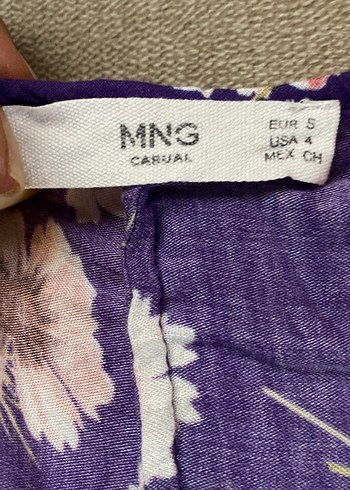 MNG
CASUAL
EUR S
USA 4
MEX CH